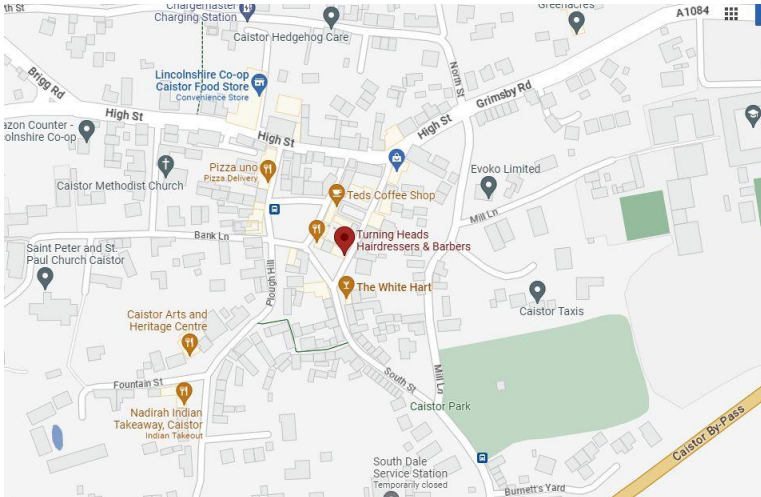 th St
Chargemaster
Charging Station
Greenacres
A1084
Caistor Hedgehog Care
Brigg Rd
North St
Lincolnshire Co-op
Caistor Food Store
Convenience Store
Grimsby Rd
High St
High St
High St
azon Counter -
olnshire Co-op
Pizza uno
Pizza Delivery
Evoko Limited
Caistor Methodist Church
Teds Coffee Shop
Mill Ln
Bank Ln
Turning Heads
Hairdressers & Barbers
Saint Peter and St.
Paul Church Caistor
Plough Hill
The White Hart
Caistor Taxis
Caistor Arts and
Heritage Centre
Fountain St
South St
Mill Ln
Caistor Park
Nadirah Indian
Takeaway, Caistor
Indian Takeout
Caistor By-Pass
South Dale
Service Station
Temporarily closed
Burnett's Yard